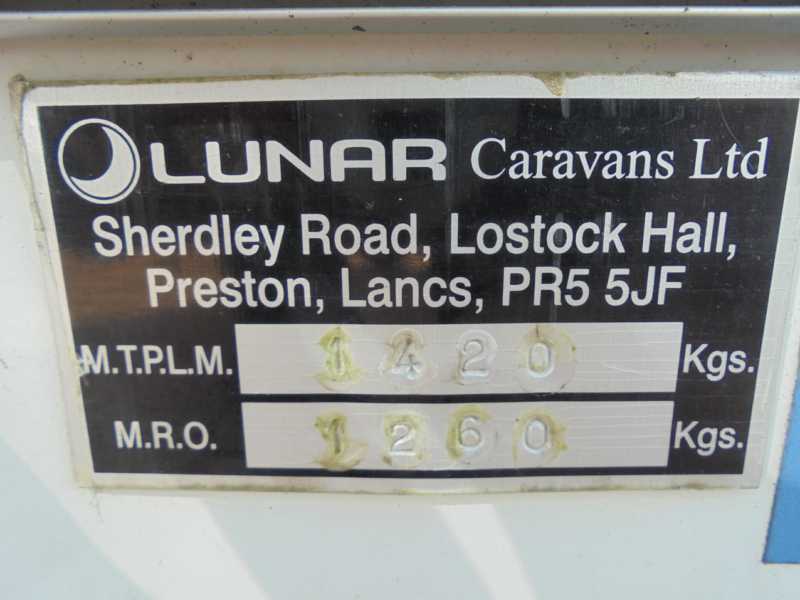 LUNAR Caravans Ltd
Sherdley Road, Lostock Hall,
Preston, Lancs, PR5 5JF
M.T.P.L.M. 1420 Kgs.
M.R.O. 1260 Kgs.